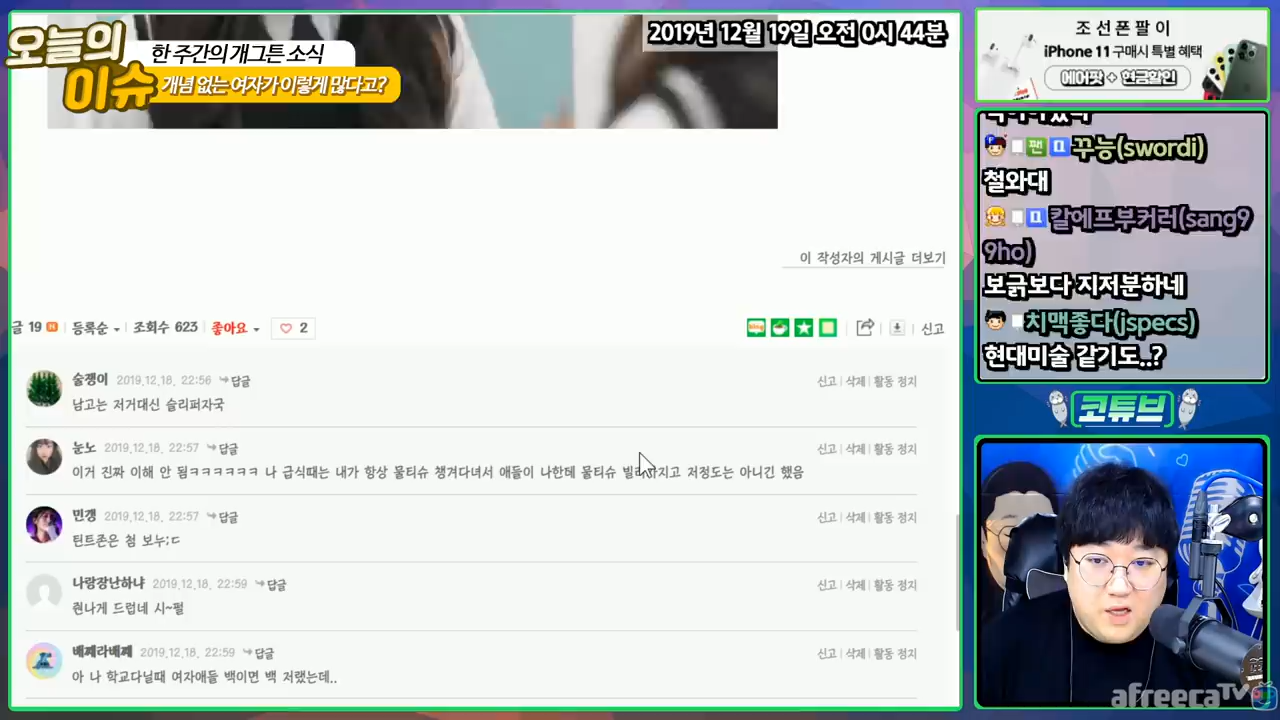 오늘의
이슈
한 주간의 개그튼 소식
개념 없는 여자가 이렇게 많다고?
2019년 12월 19일 오전 0시 44분
이 작성자의 게시글 더보기
글 19
등록순
조회수 623
좋아요
2
blog
신고
술쟁이 2019.12.18. 22:56 답글
신고 삭제 활동 정지
남고는 저거대신 슬리퍼자국
눈노 2019.12.18. 22:57 답글
신고 삭제 활동 정지
이거 진짜 이해 안 됨ㅋㅋㅋㅋㅋㅋ 나 급식때는 내가 항상 물티슈 챙겨다녀서 애들이 나한테 물티슈 빌려가지고 저정도는 아니긴 했음
민갱 2019.12.18. 22:57 답글
신고 삭제 활동 정지
틴트존은 첨 보누;ㄷ
나랑장난하냐 2019.12.18. 22:59 답글
신고 삭제 활동 정지
줜나게 드럽네 시~펄
배째라배째 2019.12.18. 22:59 답글
신고 삭제 활동 정지
아 나 학교다닐때 여자애들 백이면 백 저랬는데..
조선폰팔이
iPhone 11 구매시 특별 혜택
에어팟 + 현금할인
팬
꾸능(swordi)
철와대
칼에프부커러(sang9
9ho)
보긁보다 지저분하네
치맥좋다(jspecs)
현대미술 같기도..?
코튜브
afreecaTV